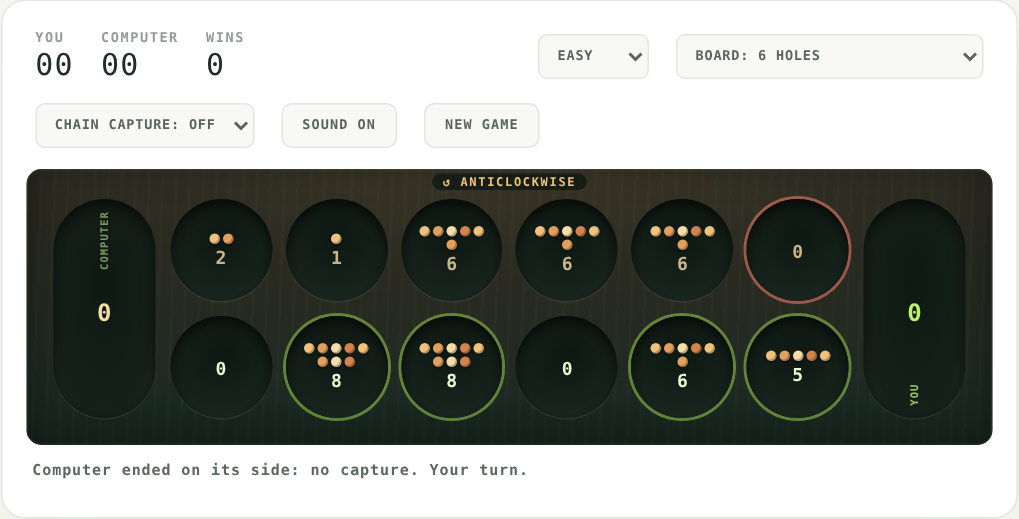 YOU COMPUTER WINS
00 00 0
EASY
BOARD: 6 HOLES
CHAIN CAPTURE: OFF
SOUND ON
NEW GAME
↺ ANTICLOCKWISE
COMPUTER
0
2 1 6 6 6 0
0 8 8 0 6 5
0
YOU
Computer ended on its side: no capture. Your turn.